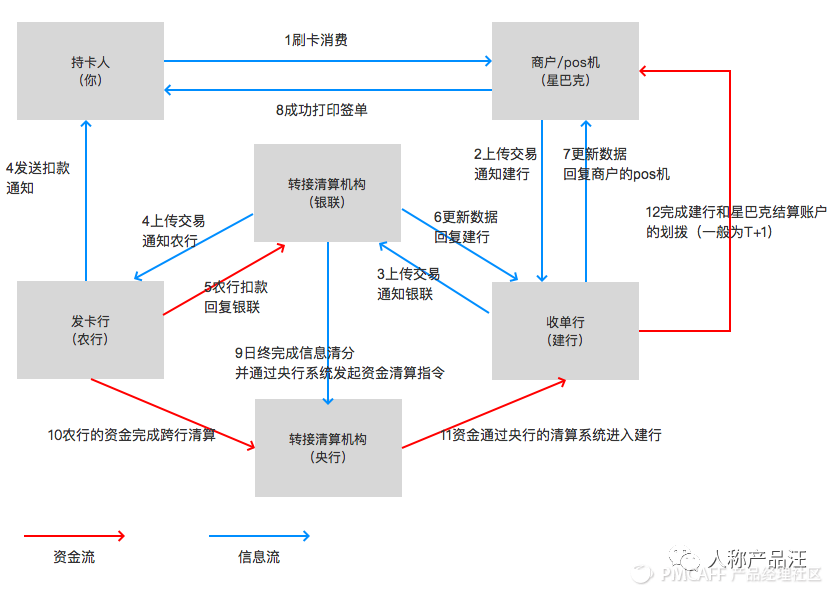 1刷卡消费
持卡人
（你）
商户/pos机
（星巴克）
8成功打印签单
4发送扣款
通知
转接清算机构
（银联）
2上传交易
通知建行
7更新数据
回复商户的pos机
4上传交易
通知农行
6更新数据
回复建行
12完成建行和星巴克结算账户
的划拨（一般为T+1）
3上传交易
通知银联
5农行扣款
回复银联
发卡行
（农行）
收单行
（建行）
9日终完成信息清分
并通过央行系统发起资金清算指令
10农行的资金完成跨行清算
转接清算机构
（央行）
11资金通过央行的清算系统进入建行
资金流
信息流
人称产品汪
PMCAFF 产品经理社区